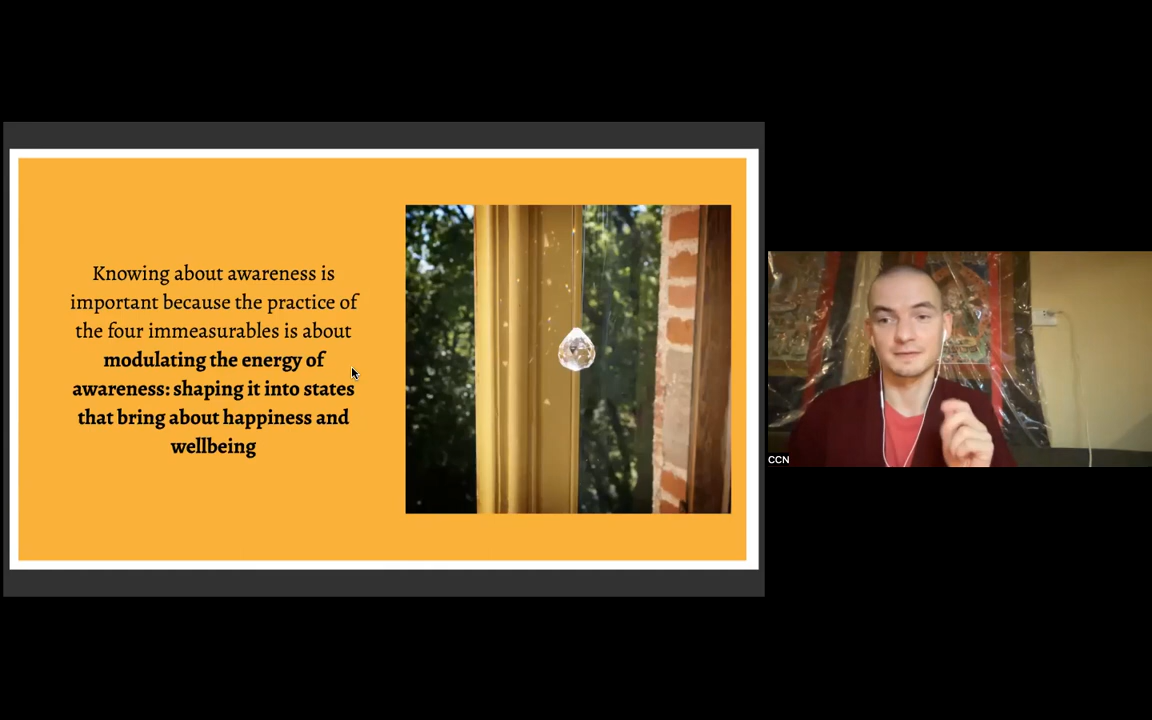 Knowing about awareness is
important because the practice of
the four immeasurables is about
modulating the energy of
awareness: shaping it into states
that bring about happiness and
wellbeing
CCN